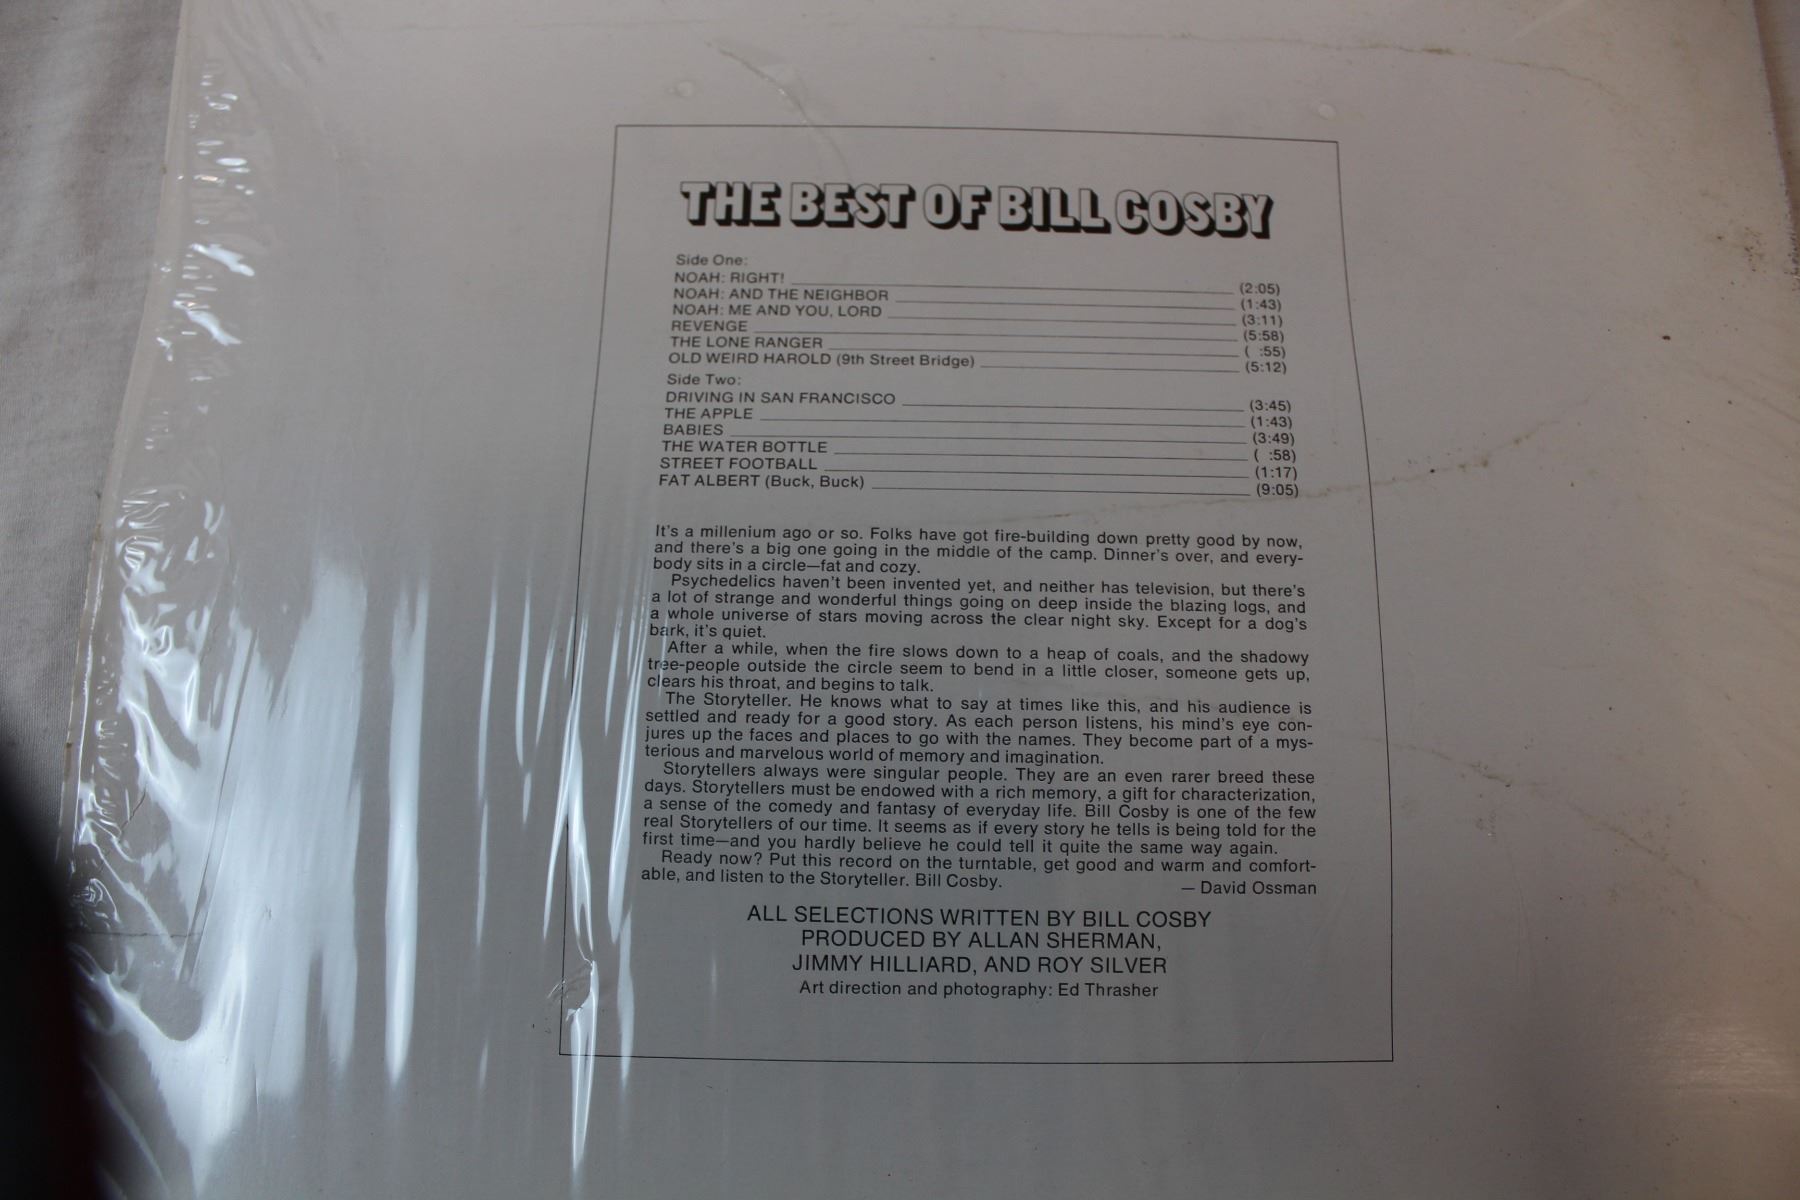 THE BEST OF BILL COSBY
Side One:
NOAH: RIGHT! (2:05)
NOAH: AND THE NEIGHBOR (1:43)
NOAH: ME AND YOU, LORD (3:11)
REVENGE (5:58)
THE LONE RANGER ( :55)
OLD WEIRD HAROLD (9th Street Bridge) (5:12)
Side Two:
DRIVING IN SAN FRANCISCO (3:45)
THE APPLE (1:43)
BABIES (3:49)
THE WATER BOTTLE ( :58)
STREET FOOTBALL (1:17)
FAT ALBERT (Buck, Buck) (9:05)
It's a millenium ago or so. Folks have got fire-building down pretty good by now,
and there's a big one going in the middle of the camp. Dinner's over, and every-
body sits in a circle—fat and cozy.
Psychedelics haven't been invented yet, and neither has television, but there's
a lot of strange and wonderful things going on deep inside the blazing logs, and
a whole universe of stars moving across the clear night sky. Except for a dog's
bark, it's quiet.
After a while, when the fire slows down to a heap of coals, and the shadowy
tree-people outside the circle seem to bend in a little closer, someone gets up,
clears his throat, and begins to talk.
The Storyteller. He knows what to say at times like this, and his audience is
settled and ready for a good story. As each person listens, his mind's eye con-
jures up the faces and places to go with the names. They become part of a mys-
terious and marvelous world of memory and imagination.
Storytellers always were singular people. They are an even rarer breed these
days. Storytellers must be endowed with a rich memory, a gift for characterization,
a sense of the comedy and fantasy of everyday life. Bill Cosby is one of the few
real Storytellers of our time. It seems as if every story he tells is being told for the
first time—and you hardly believe he could tell it quite the same way again.
Ready now? Put this record on the turntable, get good and warm and comfort-
able, and listen to the Storyteller. Bill Cosby. — David Ossman
ALL SELECTIONS WRITTEN BY BILL COSBY
PRODUCED BY ALLAN SHERMAN,
JIMMY HILLIARD, AND ROY SILVER
Art direction and photography: Ed Thrasher